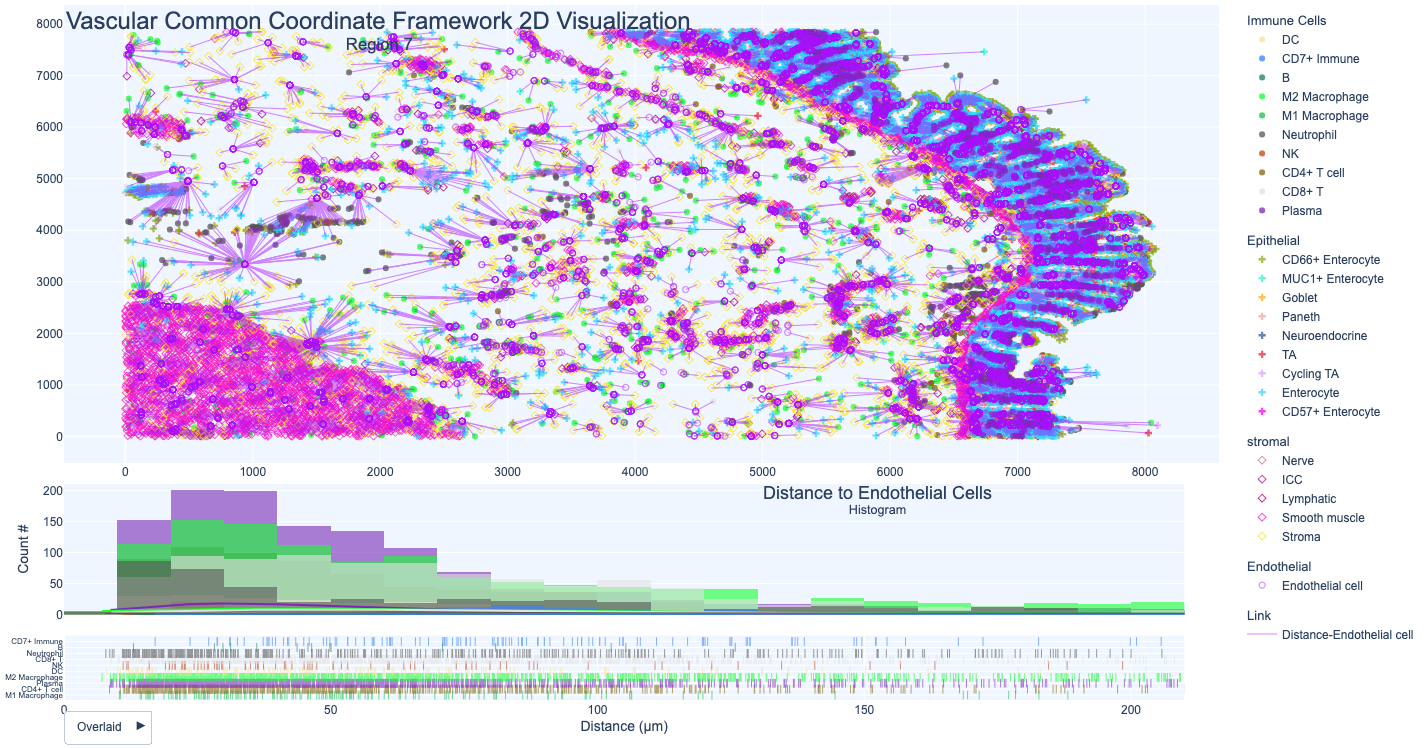 Vascular Common Coordinate Framework 2D Visualization
Region 7
8000
7000
6000
5000
4000
3000
2000
1000
0
0 1000 2000 3000 4000 5000 6000 7000 8000
Immune Cells
DC
CD7+ Immune
B
M2 Macrophage
M1 Macrophage
Neutrophil
NK
CD4+ T cell
CD8+ T
Plasma
Epithelial
CD66+ Enterocyte
MUC1+ Enterocyte
Goblet
Paneth
Neuroendocrine
TA
Cycling TA
Enterocyte
CD57+ Enterocyte
stromal
Nerve
ICC
Lymphatic
Smooth muscle
Stroma
Endothelial
Endothelial cell
Link
Distance-Endothelial cell
Distance to Endothelial Cells
Histogram
Count #
200
150
100
50
0
CD7+ Immune
B
Neutrophil
CD8+ T
NK
DC
M2 Macrophage
Plasma
CD4+ T cell
M1 Macrophage
0 50 100 150 200
Distance (μm)
Overlaid ▶